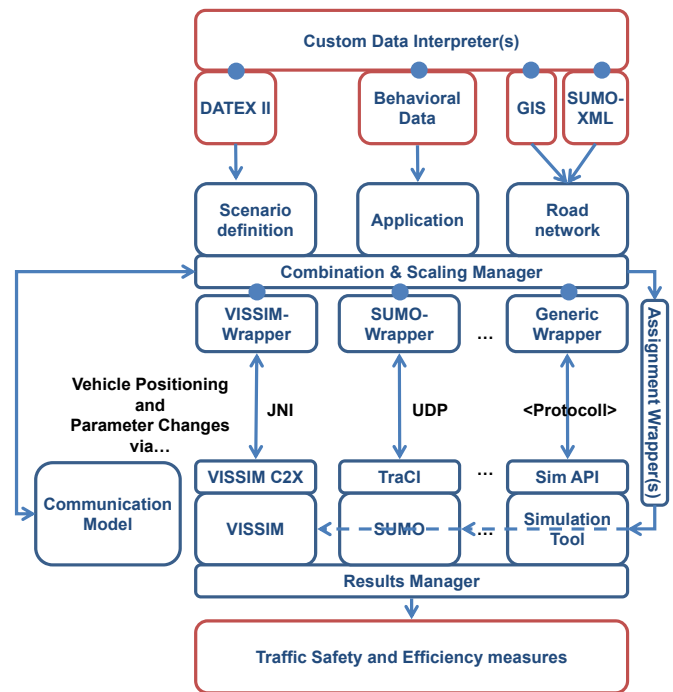 Custom Data Interpreter(s)
DATEX II
Behavioral
Data
GIS
SUMO-
XML
Scenario
definition
Application
Road
network
Combination & Scaling Manager
VISSIM-
Wrapper
SUMO-
Wrapper
...
Generic
Wrapper
Assignment Wrapper(s)
Vehicle Positioning
and
Parameter Changes
via…
JNI
UDP
<Protocoll>
VISSIM C2X
TraCI
...
Sim API
Communication
Model
VISSIM
SUMO
...
Simulation
Tool
Results Manager
Traffic Safety and Efficiency measures